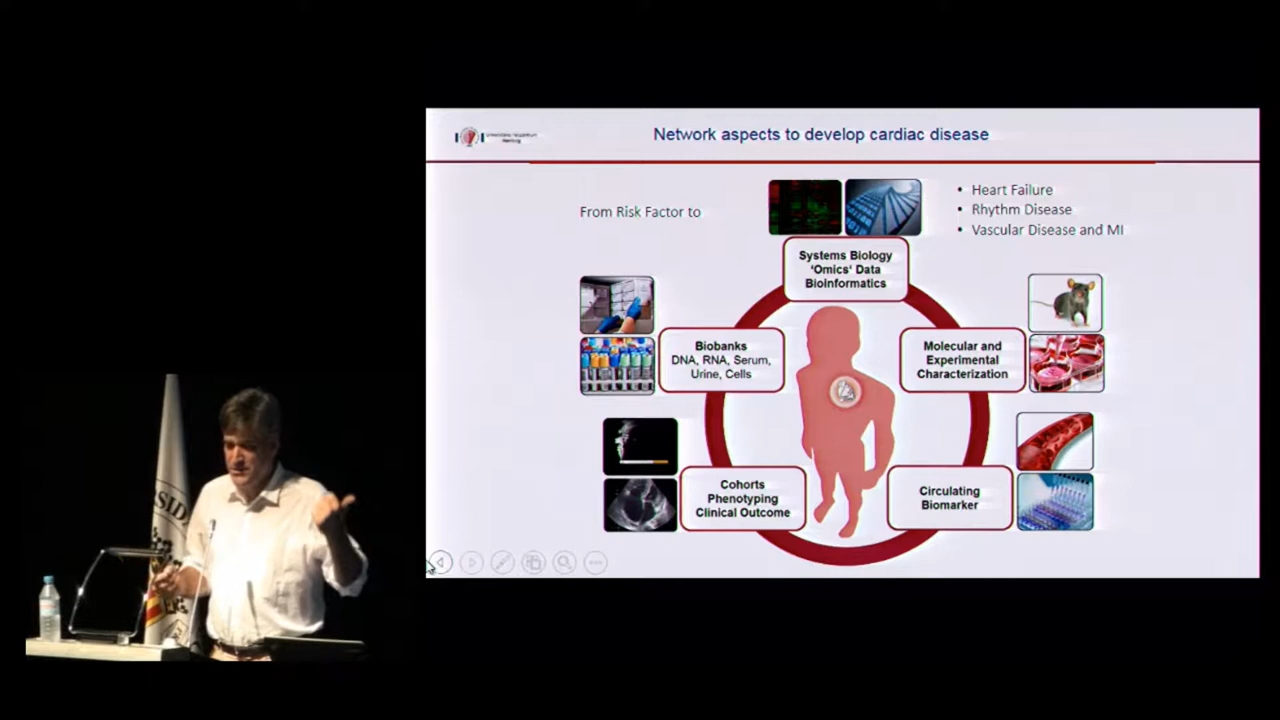 Network aspects to develop cardiac disease
From Risk Factor to
• Heart Failure
• Rhythm Disease
• Vascular Disease and MI
Systems Biology
‘Omics‘ Data
Bioinformatics
Biobanks
DNA, RNA, Serum,
Urine, Cells
Molecular and
Experimental
Characterization
Cohorts
Phenotyping
Clinical Outcome
Circulating
Biomarker